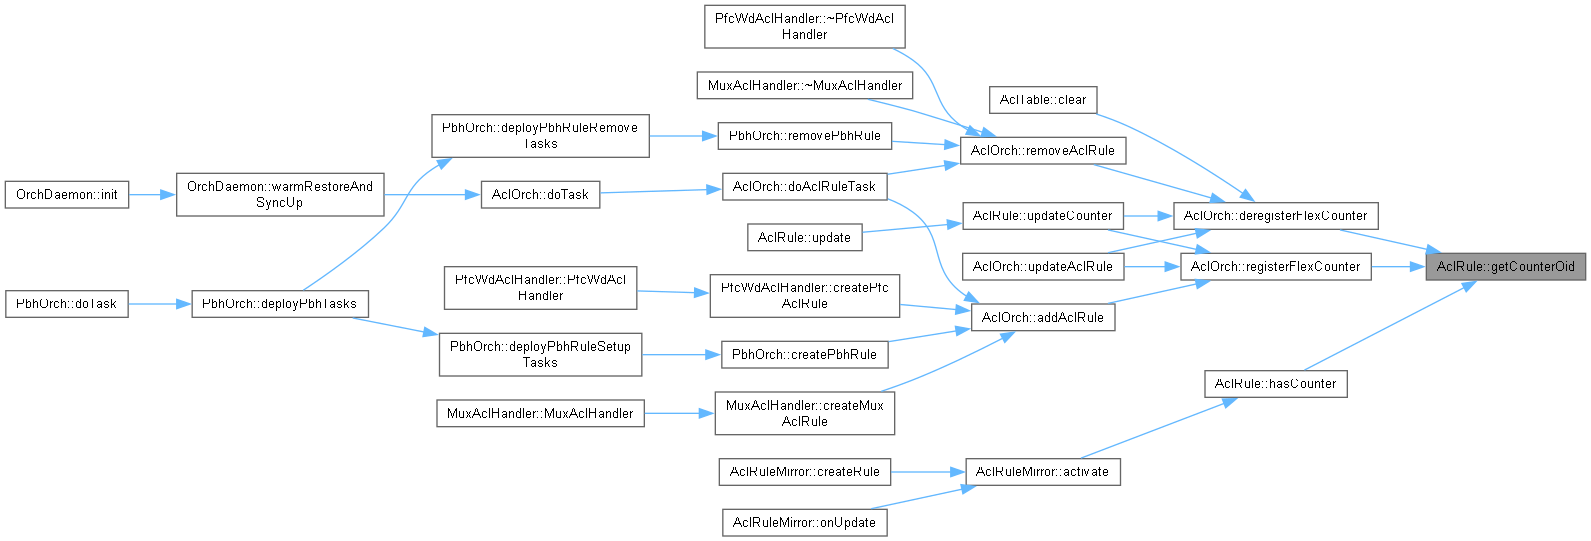 PfcWdAclHandler::~PfcWdAcl
Handler
MuxAclHandler::~MuxAclHandler
AclTable::clear
PbhOrch::deployPbhRuleRemove
Tasks
PbhOrch::removePbhRule
AclOrch::removeAclRule
OrchDaemon::init
OrchDaemon::warmRestoreAnd
SyncUp
AclOrch::doTask
AclOrch::doAclRuleTask
AclRule::updateCounter
AclOrch::deregisterFlexCounter
AclRule::update
AclOrch::updateAclRule
AclOrch::registerFlexCounter
AclRule::getCounterOid
PfcWdAclHandler::PfcWdAcl
Handler
PfcWdAclHandler::createPfc
AclRule
PbhOrch::doTask
PbhOrch::deployPbhTasks
AclOrch::addAclRule
PbhOrch::deployPbhRuleSetup
Tasks
PbhOrch::createPbhRule
AclRule::hasCounter
MuxAclHandler::MuxAclHandler
MuxAclHandler::createMux
AclRule
AclRuleMirror::createRule
AclRuleMirror::activate
AclRuleMirror::onUpdate